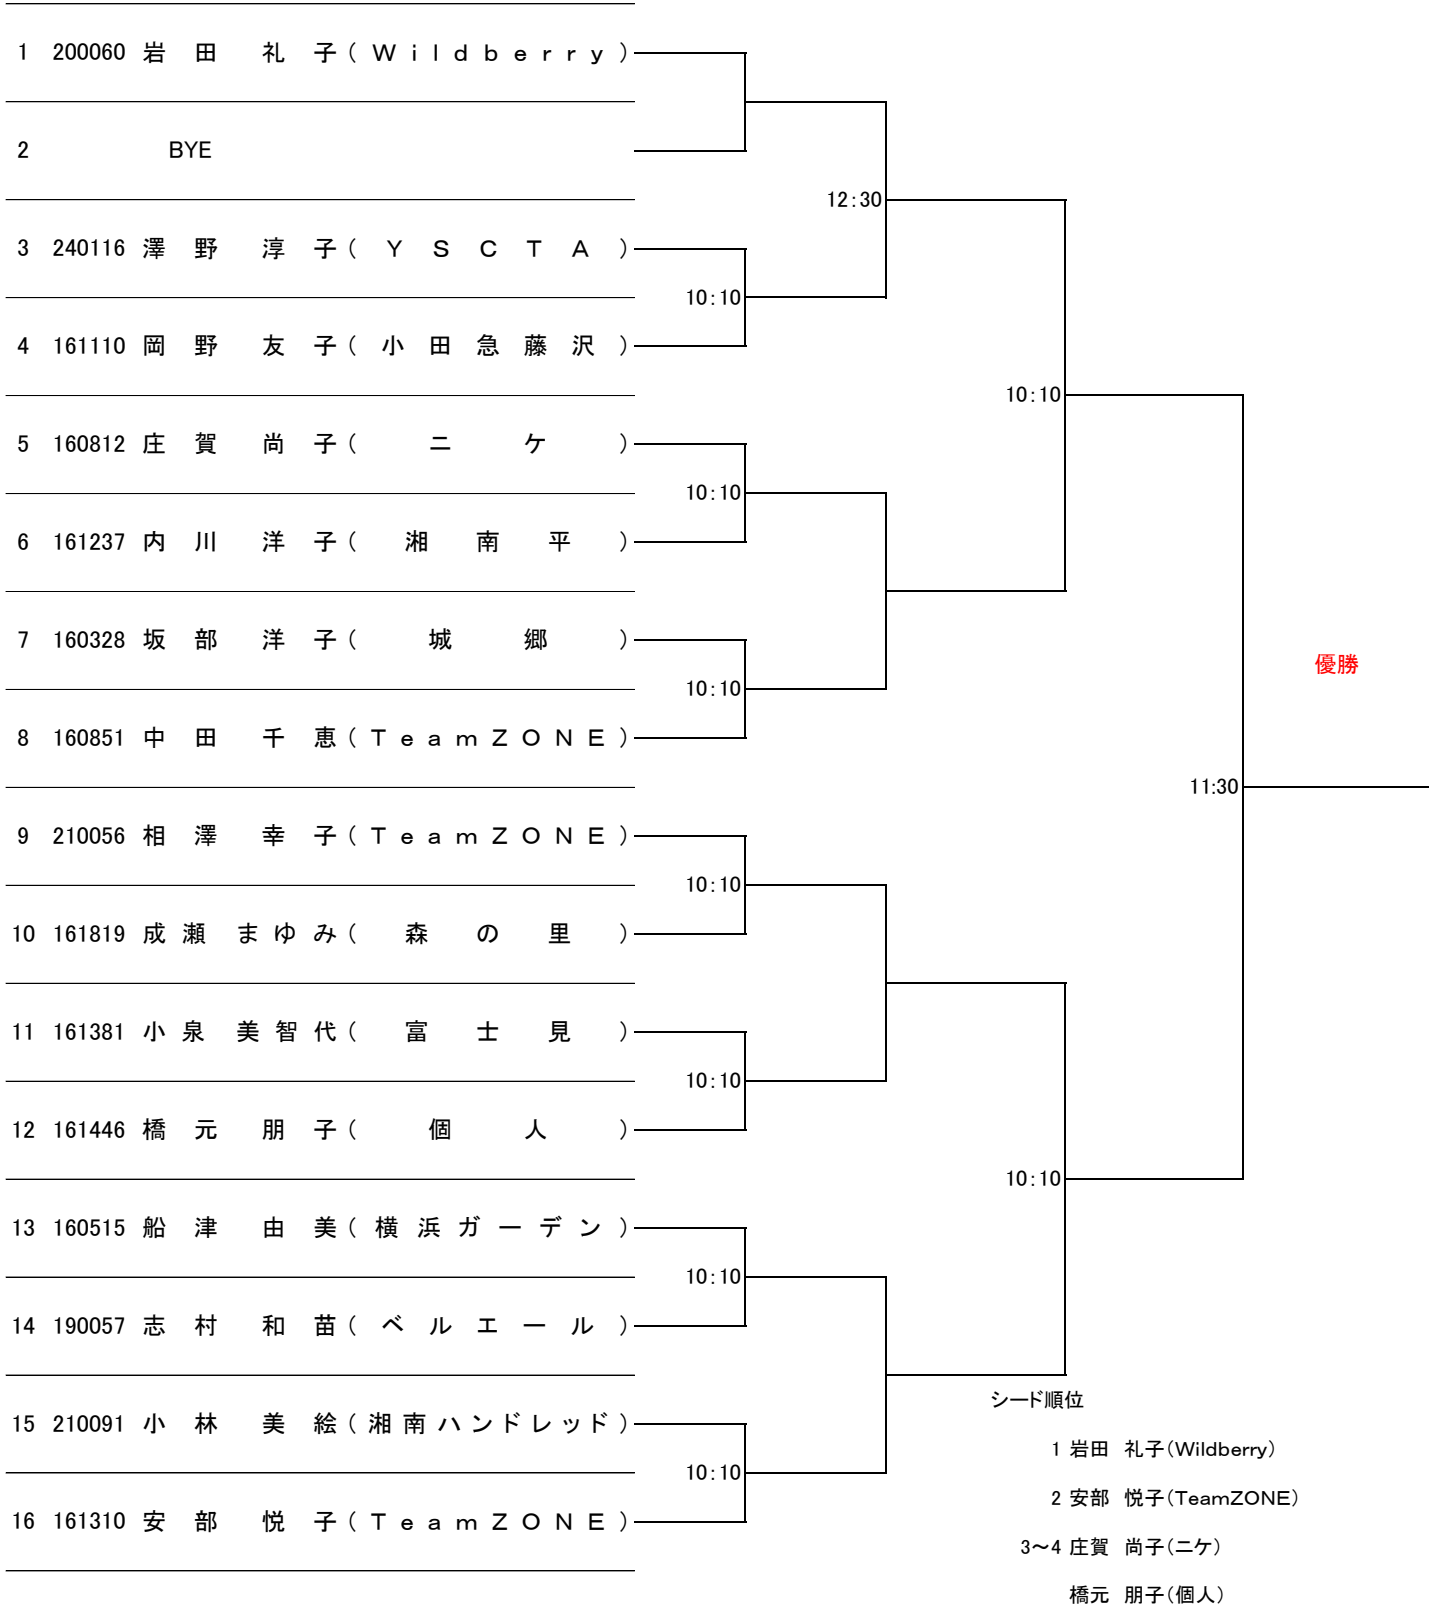 1 200060 岩田 礼子(Wildberry)
2 BYE
12:30
3 240116 澤野 淳子(YSCTA)
10:10
4 161110 岡野 友子(小田急藤沢)
10:10
5 160812 庄賀 尚子(ニケ)
10:10
6 161237 内川 洋子(湘南平)
7 160328 坂部 洋子(城郷)
優勝
10:10
8 160851 中田 千恵(TeamZONE)
11:30
9 210056 相澤 幸子(TeamZONE)
10:10
10 161819 成瀬 まゆみ(森の里)
11 161381 小泉 美智代(富士見)
10:10
12 161446 橋元 朋子(個人)
10:10
13 160515 船津 由美(横浜ガーデン)
10:10
14 190057 志村 和苗(ベルエール)
シード順位
15 210091 小林 美絵(湘南ハンドレッド)
1 岩田 礼子(Wildberry)
10:10
2 安部 悦子(TeamZONE)
16 161310 安部 悦子(TeamZONE)
3～4 庄賀 尚子(ニケ)
橋元 朋子(個人)